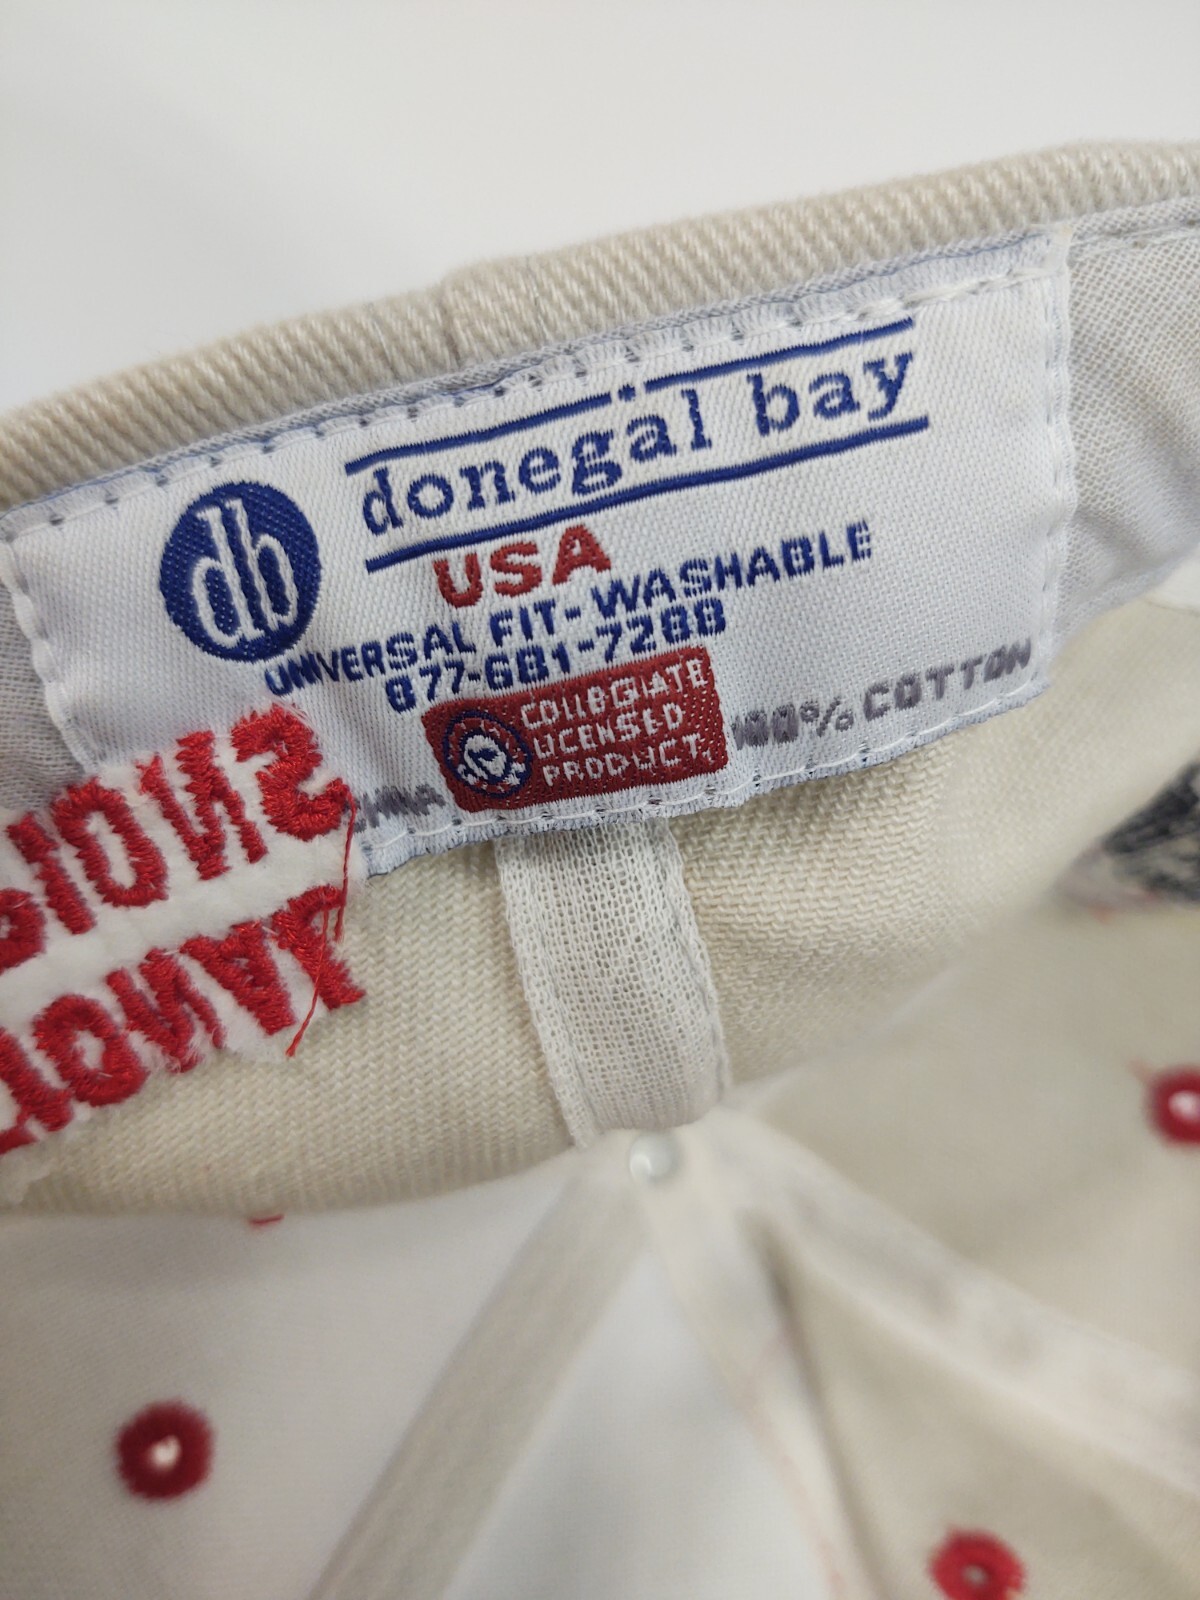 donegal bay
db
USA
UNIVERSAL FIT-WASHABLE
877-681-7288
COLLEGIATE
LICENSED
PRODUCT
100% COTTON